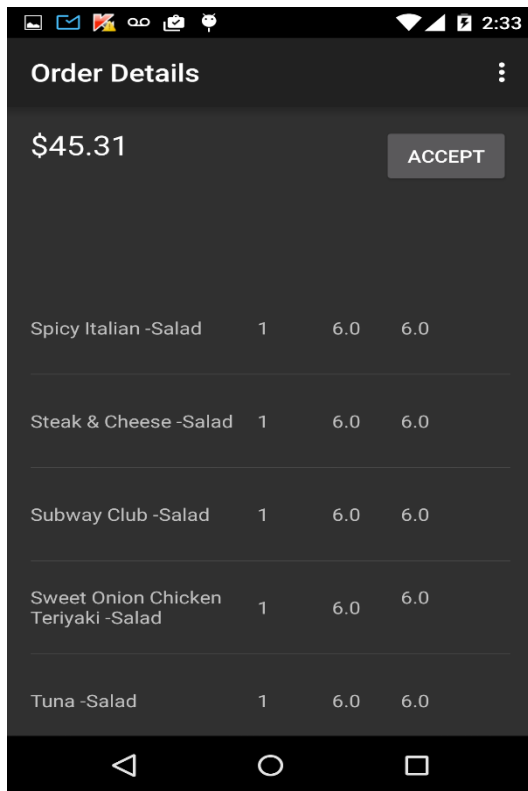 2:33
Order Details
$45.31
ACCEPT
Spicy Italian -Salad 1 6.0 6.0
Steak & Cheese -Salad 1 6.0 6.0
Subway Club -Salad 1 6.0 6.0
Sweet Onion Chicken
Teriyaki -Salad 1 6.0 6.0
Tuna -Salad 1 6.0 6.0